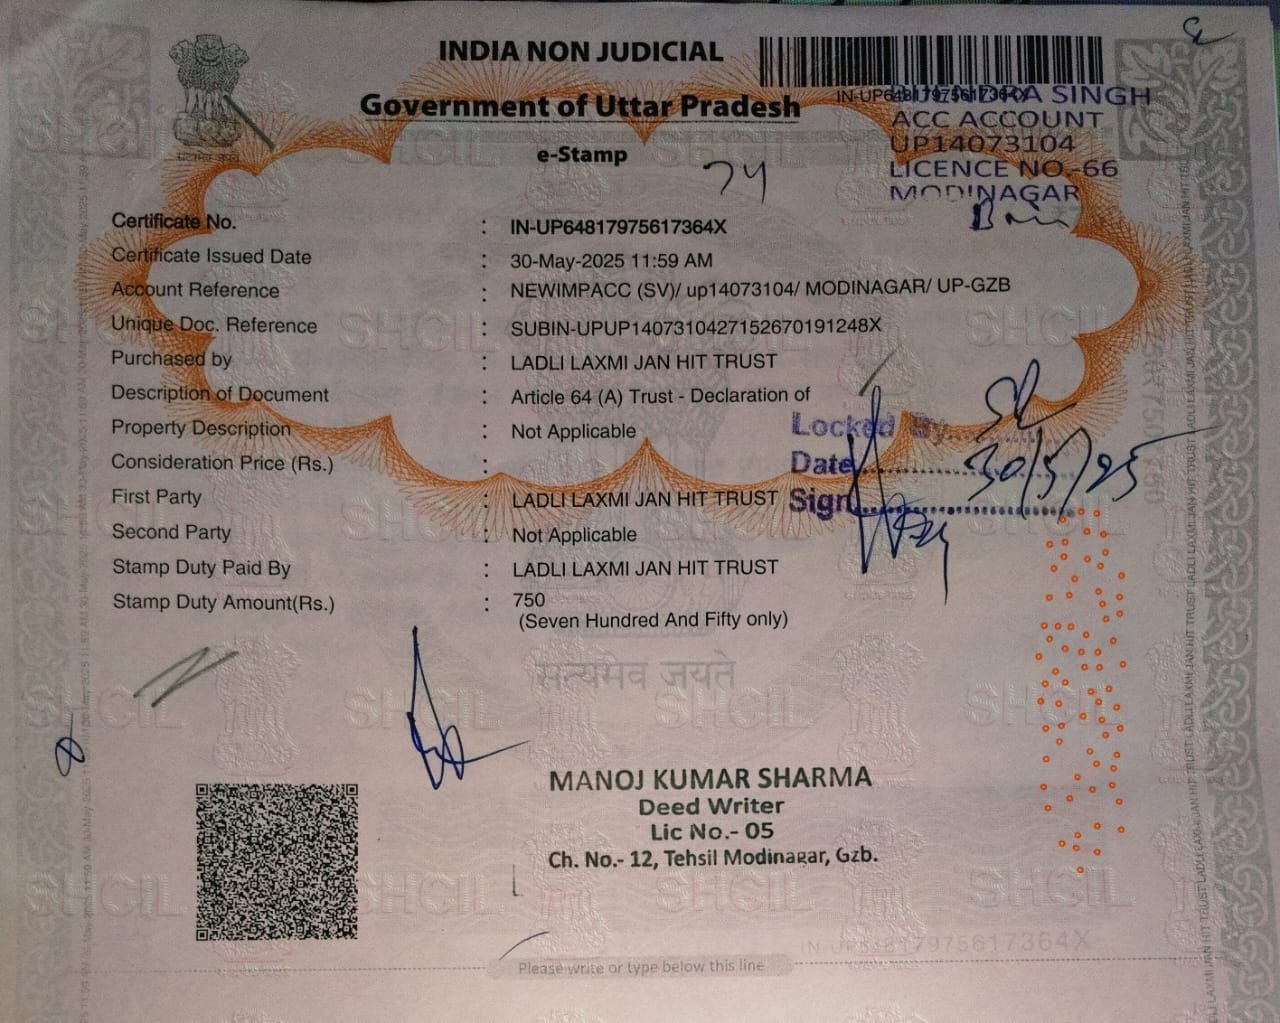 INDIA NON JUDICIAL
Government of Uttar Pradesh
e-Stamp
IN-UP64817975617364X
SINGH
ACC ACCOUNT
UP14073104
LICENCE NO.-66
MODINAGAR
74
Certificate No. : IN-UP64817975617364X
Certificate Issued Date : 30-May-2025 11:59 AM
Account Reference : NEWIMPACC (SV)/ up14073104/ MODINAGAR/ UP-GZB
Unique Doc. Reference : SUBIN-UPUP1407310427152670191248X
Purchased by : LADLI LAXMI JAN HIT TRUST
Description of Document : Article 64 (A) Trust - Declaration of
Property Description : Not Applicable
Consideration Price (Rs.) :
First Party : LADLI LAXMI JAN HIT TRUST
Second Party : Not Applicable
Stamp Duty Paid By : LADLI LAXMI JAN HIT TRUST
Stamp Duty Amount(Rs.) : 750
(Seven Hundred And Fifty only)
Locked By
Date 30/5/25
Sign
सत्यमेव जयते
MANOJ KUMAR SHARMA
Deed Writer
Lic No.- 05
Ch. No.- 12, Tehsil Modinagar, Gzb.
IN-UP64817975617364X
Please write or type below this line